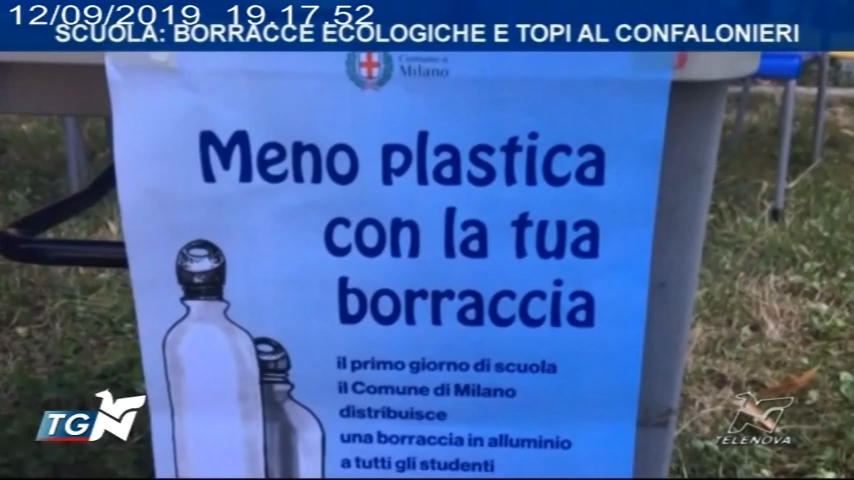 12/09/2019 19.17.52
SCUOLA: BORRACCE ECOLOGICHE E TOPI AL CONFALONIERI
Comune di
Milano
Meno plastica
con la tua
borraccia
il primo giorno di scuola
il Comune di Milano
distribuisce
una borraccia in alluminio
a tutti gli studenti
TGN
TELENOVA